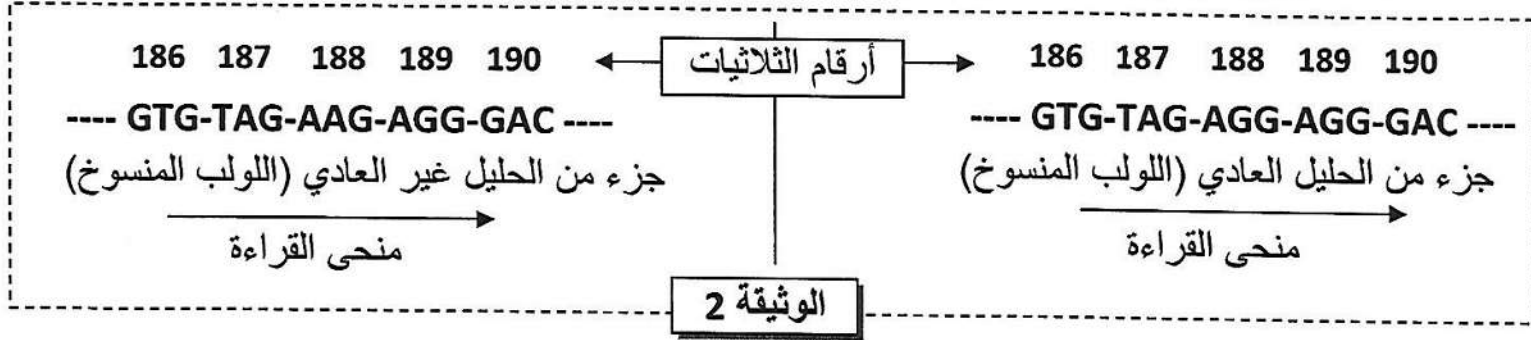 أرقام الثلاثيات
186 187 188 189 190
---- GTG-TAG-AGG-AGG-GAC ----
جزء من الحليل العادي (اللولب المنسوخ)
منحى القراءة
186 187 188 189 190
---- GTG-TAG-AAG-AGG-GAC ----
جزء من الحليل غير العادي (اللولب المنسوخ)
منحى القراءة
الوثيقة 2